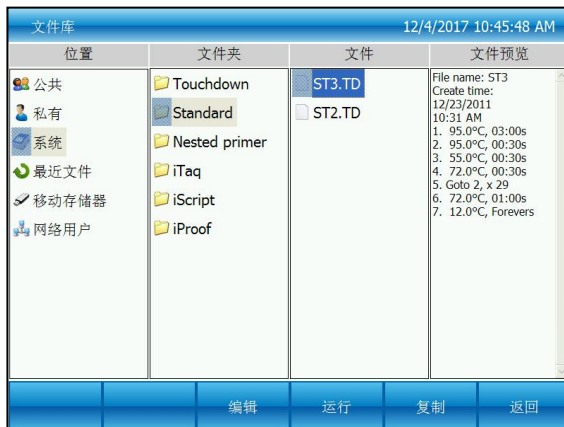 文件库 12/4/2017 10:45:48 AM
位置 文件夹 文件 文件预览
公共
私有
系统
最近文件
移动存储器
网络用户
Touchdown
Standard
Nested primer
iTaq
iScript
iProof
ST3.TD
ST2.TD
File name: ST3
Create time:
12/23/2011
10:31 AM
1. 95.0°C, 03:00s
2. 95.0°C, 00:30s
3. 55.0°C, 00:30s
4. 72.0°C, 00:30s
5. Goto 2, x 29
6. 72.0°C, 01:00s
7. 12.0°C, Forevers
编辑 运行 复制 返回